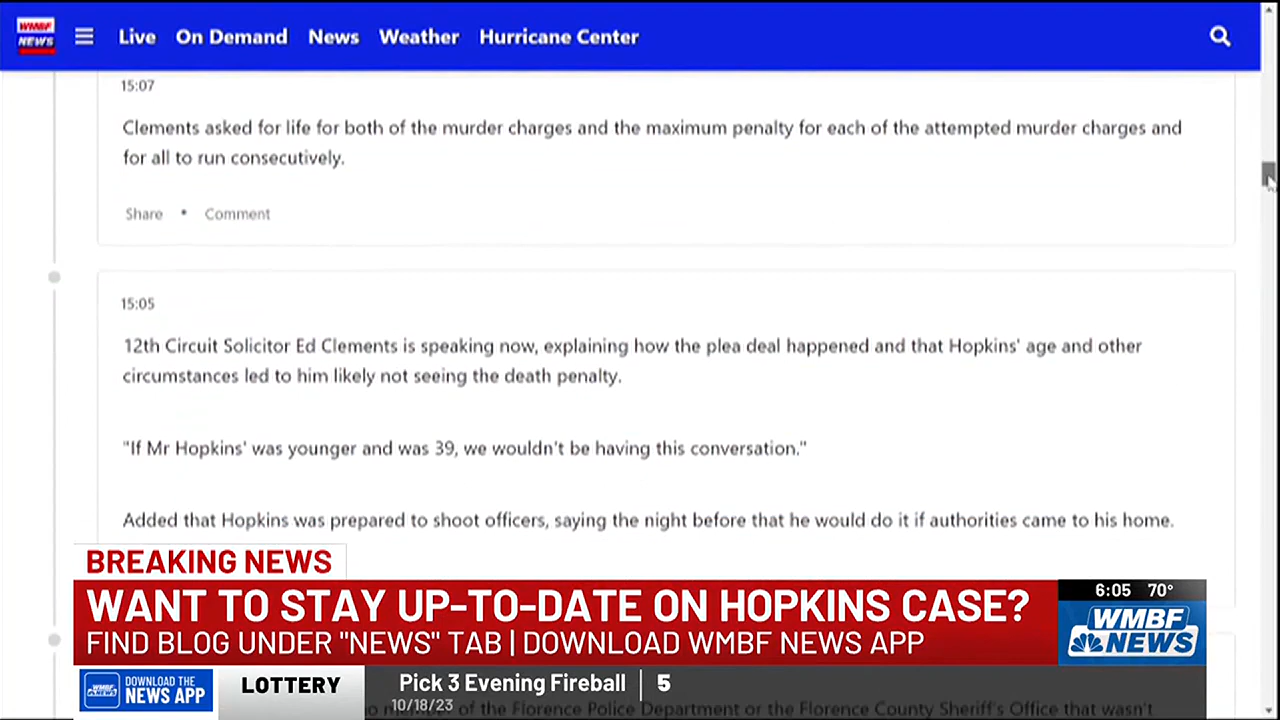 WMBF
NEWS
Live On Demand News Weather Hurricane Center
15:07
Clements asked for life for both of the murder charges and the maximum penalty for each of the attempted murder charges and
for all to run consecutively.
Share • Comment
15:05
12th Circuit Solicitor Ed Clements is speaking now, explaining how the plea deal happened and that Hopkins' age and other
circumstances led to him likely not seeing the death penalty.
"If Mr Hopkins' was younger and was 39, we wouldn't be having this conversation."
Added that Hopkins was prepared to shoot officers, saying the night before that he would do it if authorities came to his home.
BREAKING NEWS
WANT TO STAY UP-TO-DATE ON HOPKINS CASE?
FIND BLOG UNDER "NEWS" TAB | DOWNLOAD WMBF NEWS APP
6:05 70°
WMBF
NEWS
WMBF NEWS
DOWNLOAD THE
NEWS APP
LOTTERY
Pick 3 Evening Fireball 5
10/18/23
of the Florence Police Department or the Florence County Sheriff's Office that wasn't